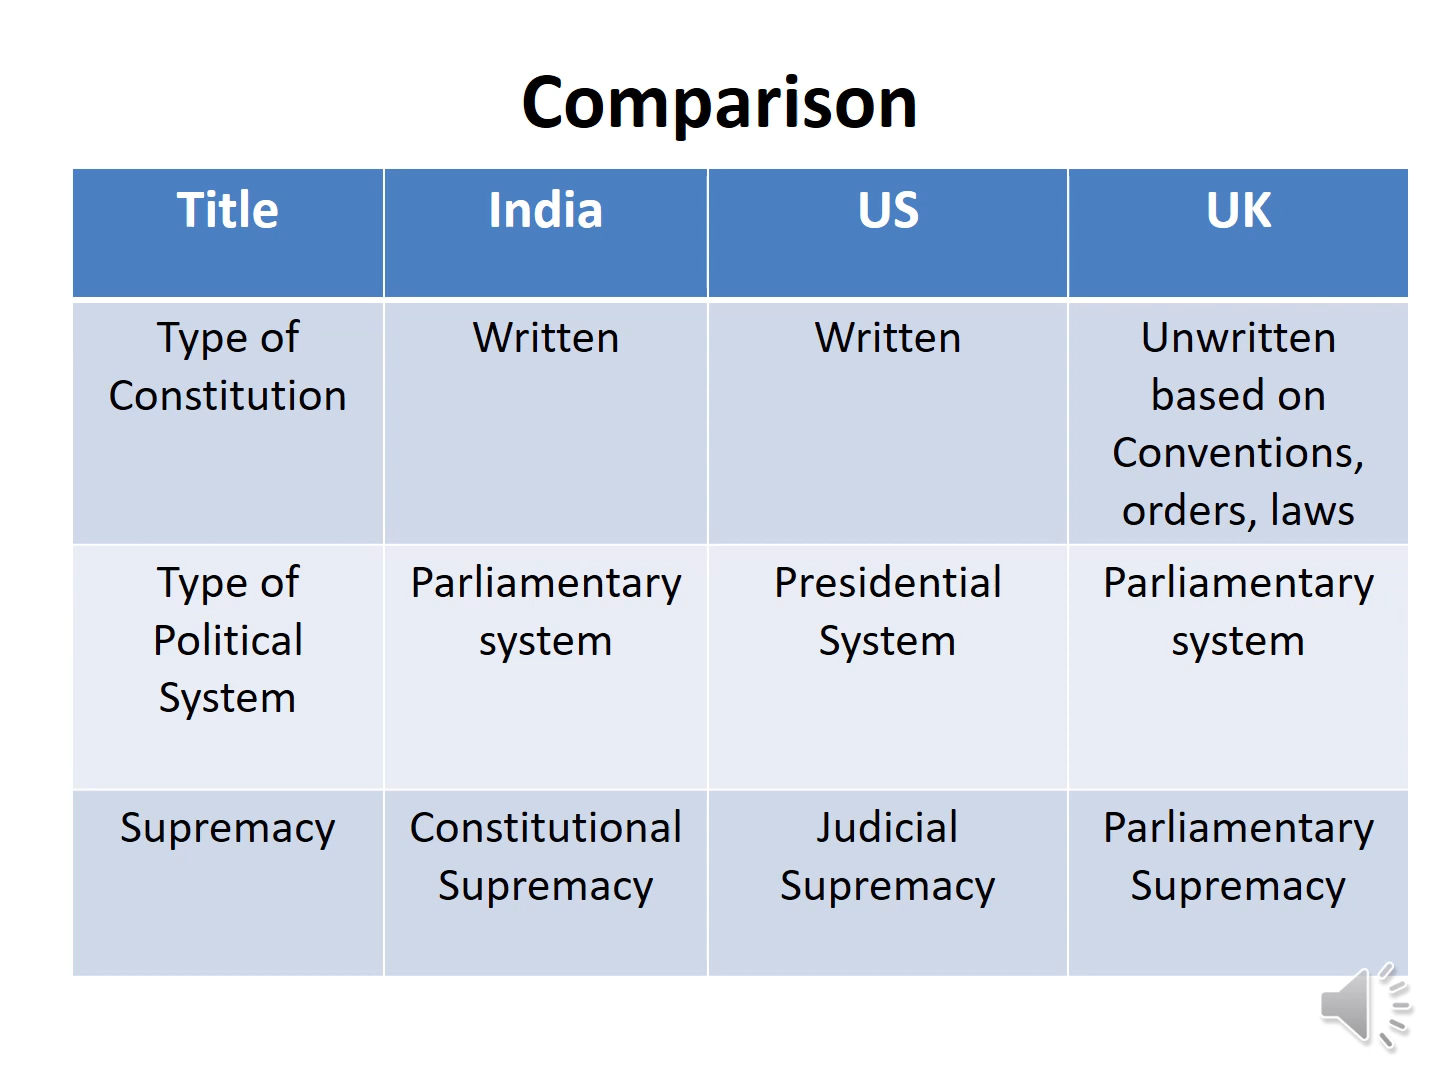 Comparison
Title
India
US
UK
Type of
Constitution
Written
Written
Unwritten
based on
Conventions,
orders, laws
Type of
Political
System
Parliamentary
system
Presidential
System
Parliamentary
system
Supremacy
Constitutional
Supremacy
Judicial
Supremacy
Parliamentary
Supremacy